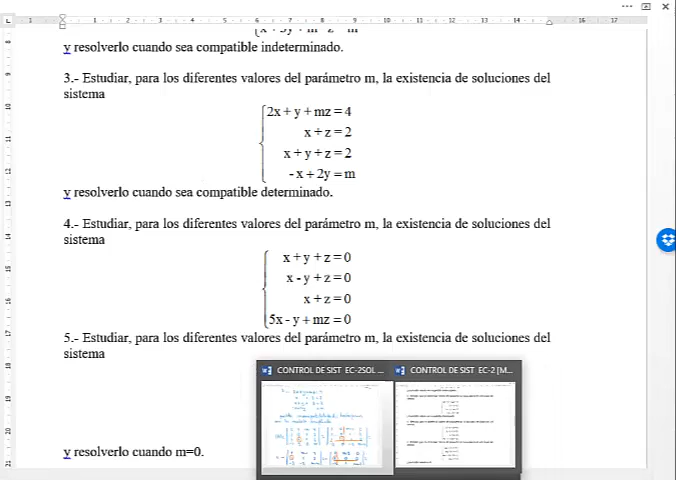 y resolverlo cuando sea compatible indeterminado.
3.- Estudiar, para los diferentes valores del parámetro m, la existencia de soluciones del
sistema
2x + y + mz = 4
x + z = 2
x + y + z = 2
-x + 2y = m
y resolverlo cuando sea compatible determinado.
4.- Estudiar, para los diferentes valores del parámetro m, la existencia de soluciones del
sistema
x + y + z = 0
x - y + z = 0
x + z = 0
5x - y + mz = 0
5.- Estudiar, para los diferentes valores del parámetro m, la existencia de soluciones del
sistema
CONTROL DE SIST EC-2SOL ...
CONTROL DE SIST EC-2 [M...
y resolverlo cuando m=0.